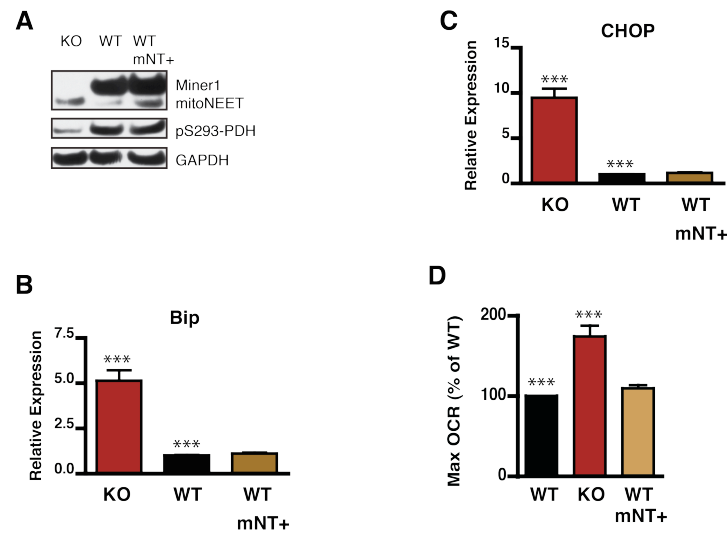 A
KO WT WT
mNT+
Miner1
mitoNEET
pS293-PDH
GAPDH
B
Bip
Relative Expression
7.5
5.0
2.5
0.0
***
***
KO WT WT
mNT+
C
CHOP
Relative Expression
15
10
5
0
***
***
KO WT WT
mNT+
D
Max OCR (% of WT)
200
100
0
***
***
WT KO WT
mNT+